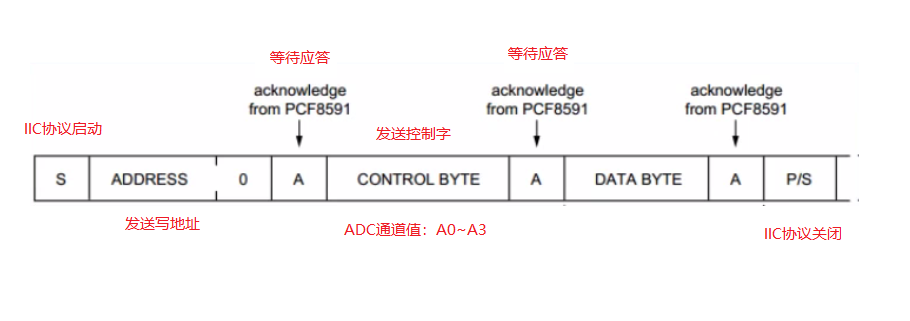 等待应答
等待应答
acknowledge
from PCF8591
acknowledge
from PCF8591
acknowledge
from PCF8591
IIC协议启动
发送控制字
S
ADDRESS
0
A
CONTROL BYTE
A
DATA BYTE
A
P/S
发送写地址
ADC通道值：A0~A3
IIC协议关闭